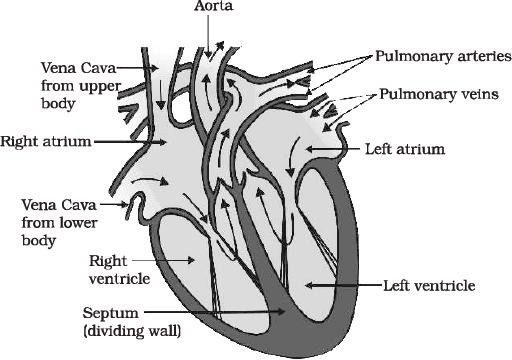 Aorta
Vena Cava
from upper
body
Pulmonary arteries
Pulmonary veins
Right atrium
Left atrium
Vena Cava
from lower
body
Right
ventricle
Left ventricle
Septum
(dividing wall)